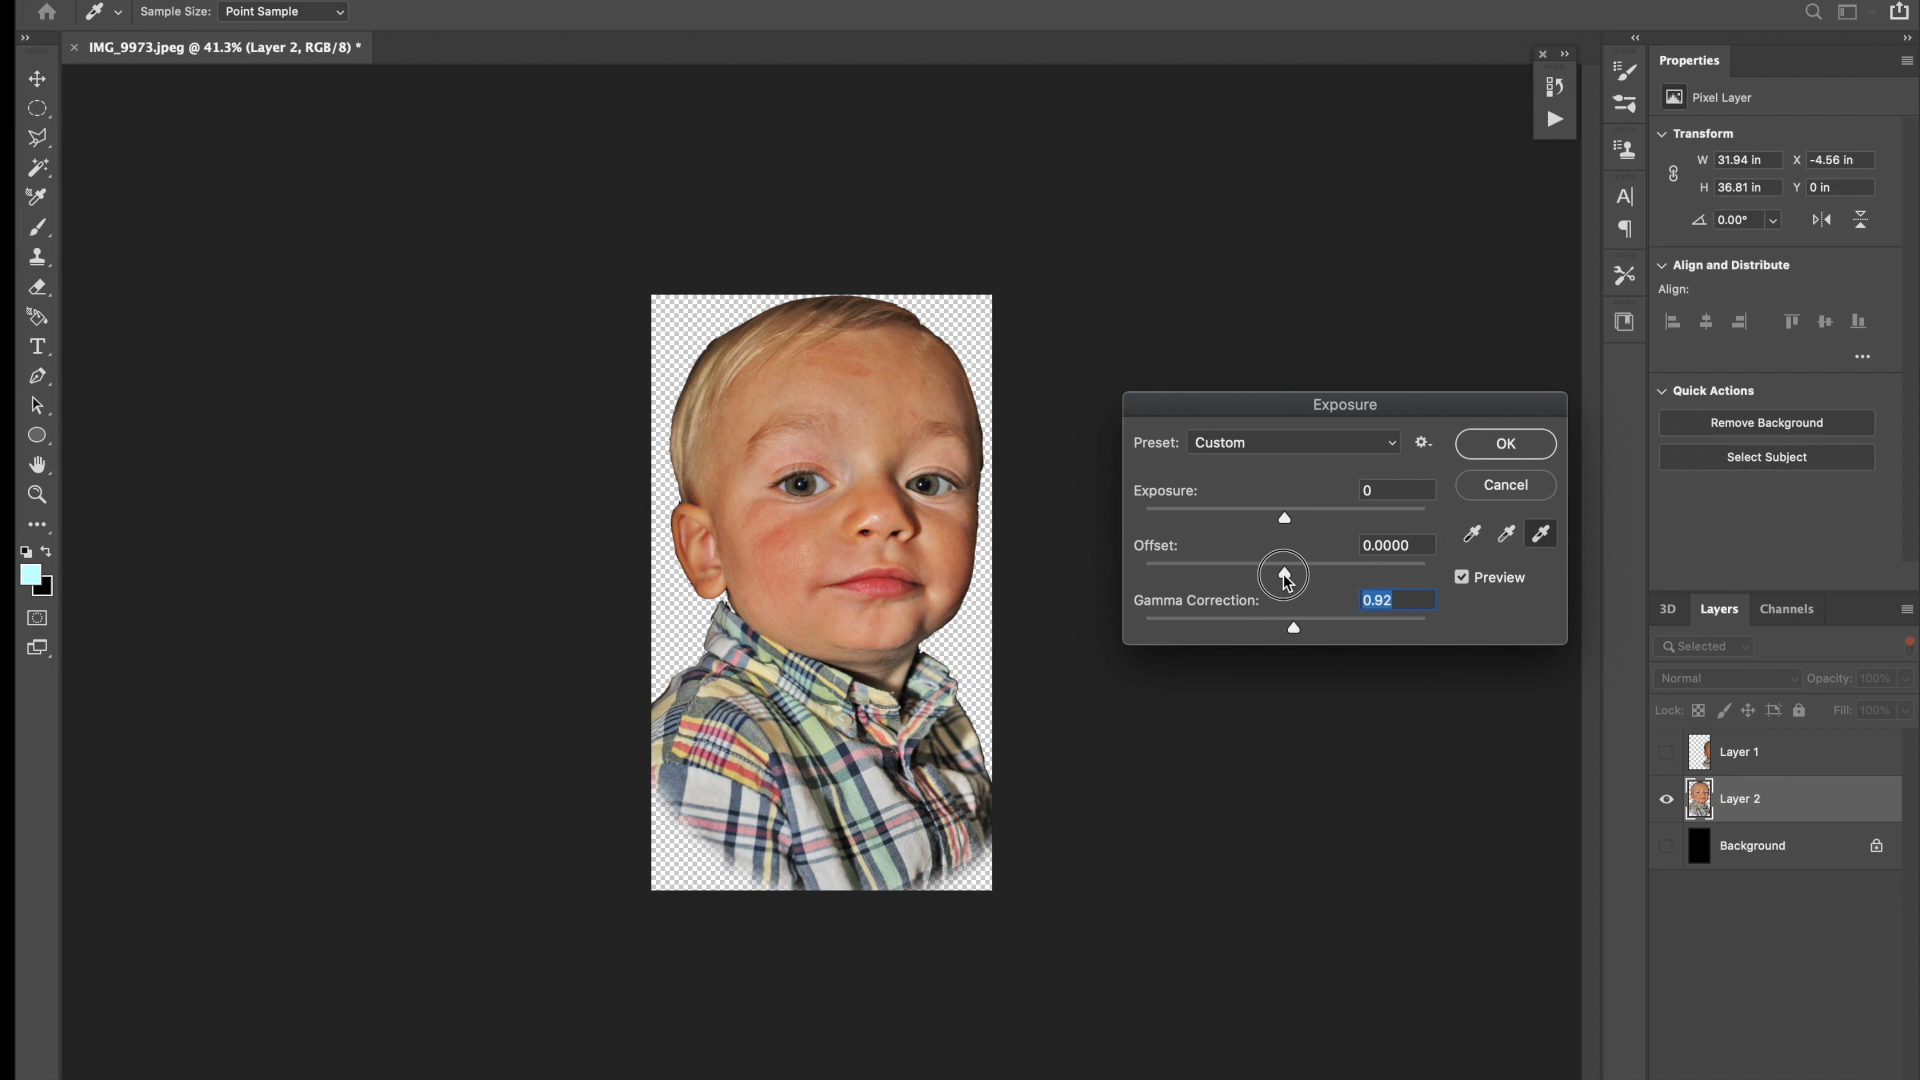 Sample Size: Point Sample
IMG_9973.jpeg @ 41.3% (Layer 2, RGB/8) *
Properties
Pixel Layer
Transform
W 31.94 in X -4.56 in
H 36.81 in Y 0 in
0.00°
Align and Distribute
Align:
Quick Actions
Remove Background
Select Subject
Exposure
Preset: Custom
OK
Exposure: 0
Cancel
Offset: 0.0000
Preview
Gamma Correction: 0.92
3D Layers Channels
Selected
Normal Opacity: 100%
Lock: Fill: 100%
Layer 1
Layer 2
Background